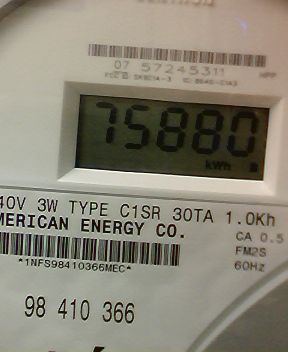 07 57245311
75880
kWh
40V 3W TYPE C1SR 30TA 1.0Kh
MERICAN ENERGY CO.
CA 0.5
FM2S
60Hz
*1NFS98410366MEC*
98 410 366